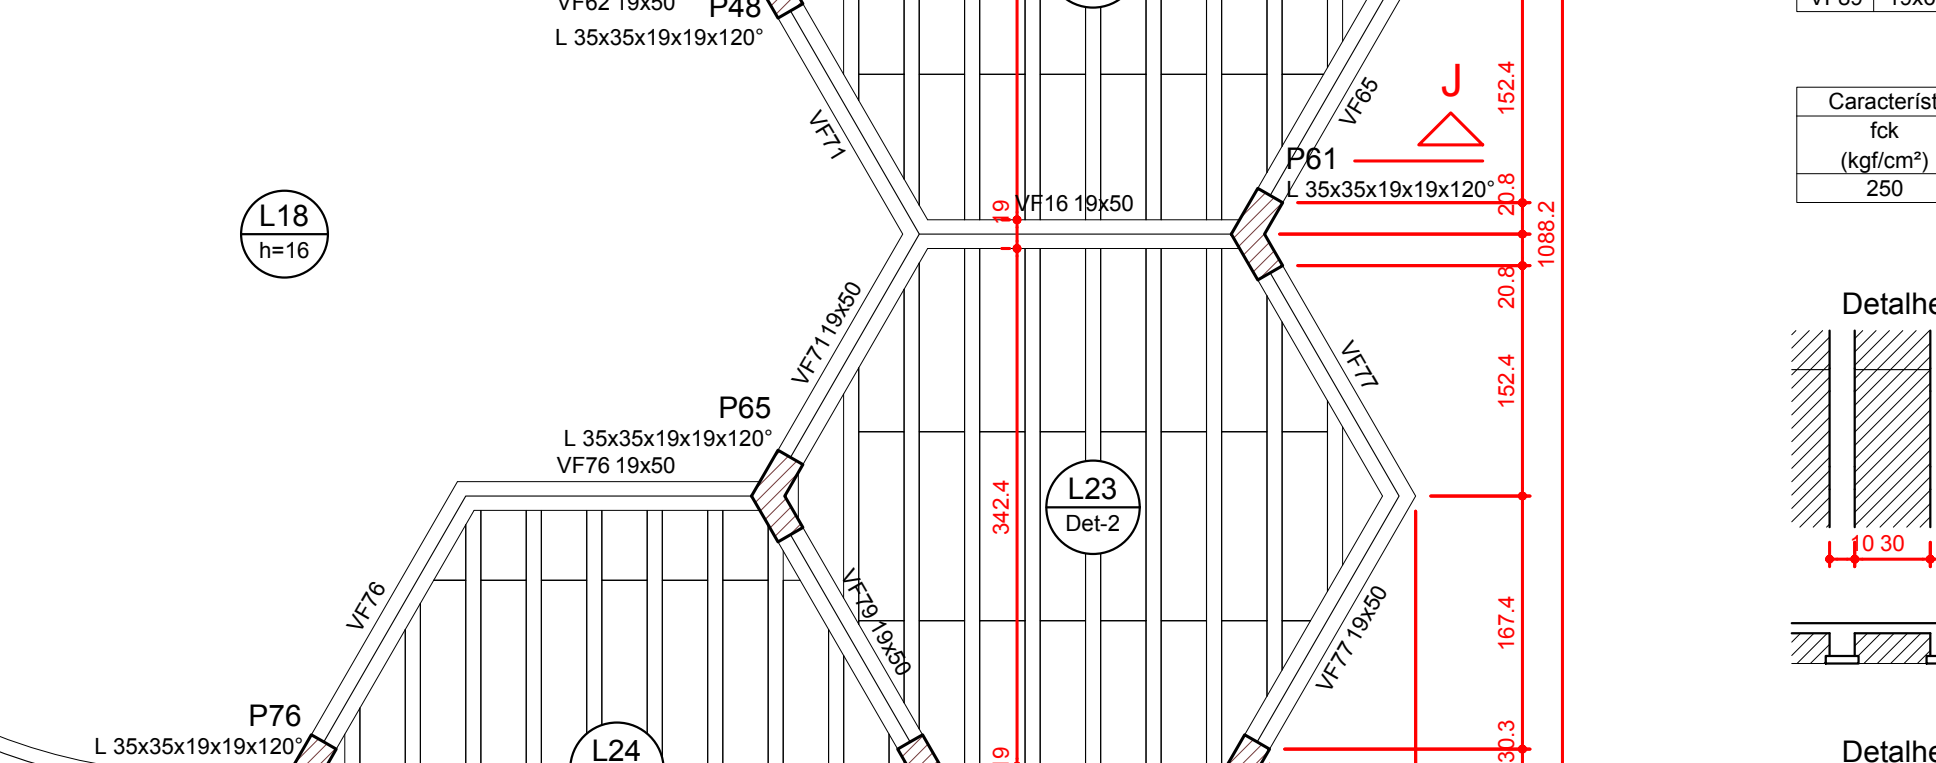 VF62 19x50
P48
L 35x35x19x19x120°
VF71
VF65
J
152.4
P61
L 35x35x19x19x120°
20.8
1088.2
19
VF16 19x50
L18
h=16
Característ
fck
(kgf/cm²)
250
20.8
Detalhe
VF71 19x50
VF77
152.4
P65
L 35x35x19x19x120°
VF76 19x50
342.4
L23
Det-2
10 30
VF76
VF79 19x50
VF77 19x50
167.4
P76
L 35x35x19x19x120°
L24
19
30.3
Detalhe